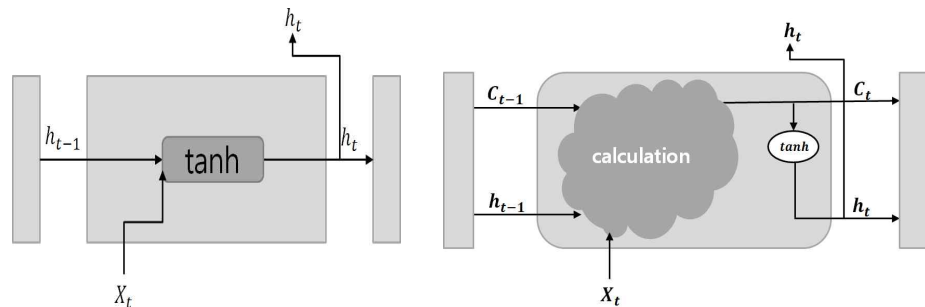 h_t
h_{t-1}
tanh
h_t
X_t
h_t
C_{t-1}
C_t
calculation
tanh
h_{t-1}
h_t
X_t